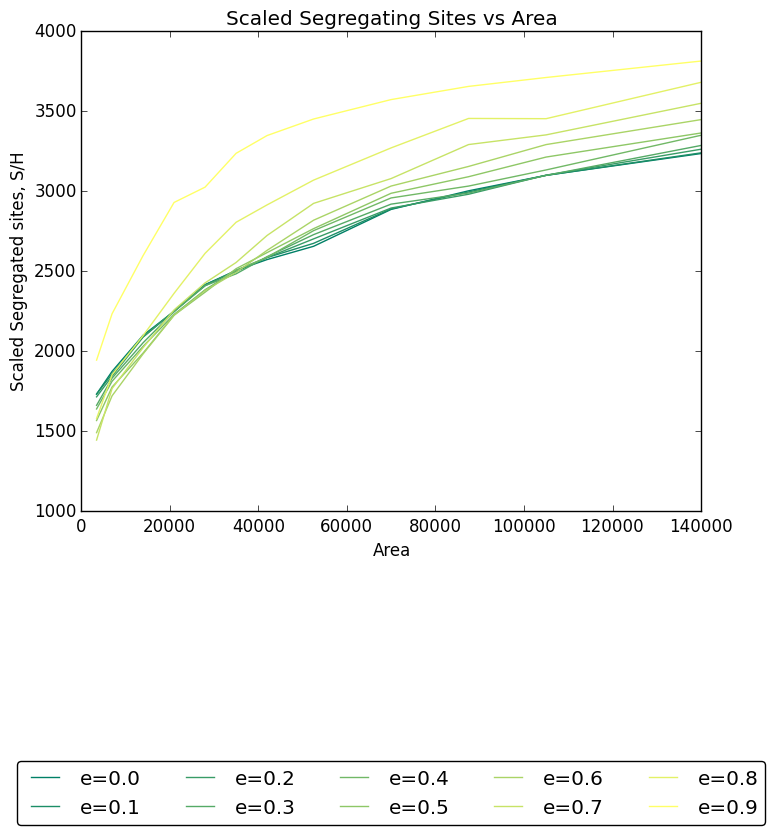 Scaled Segregating Sites vs Area
4000
3500
3000
2500
2000
1500
1000
Scaled Segregated sites, S/H
0 20000 40000 60000 80000 100000 120000 140000
Area
e=0.0 e=0.2 e=0.4 e=0.6 e=0.8
e=0.1 e=0.3 e=0.5 e=0.7 e=0.9